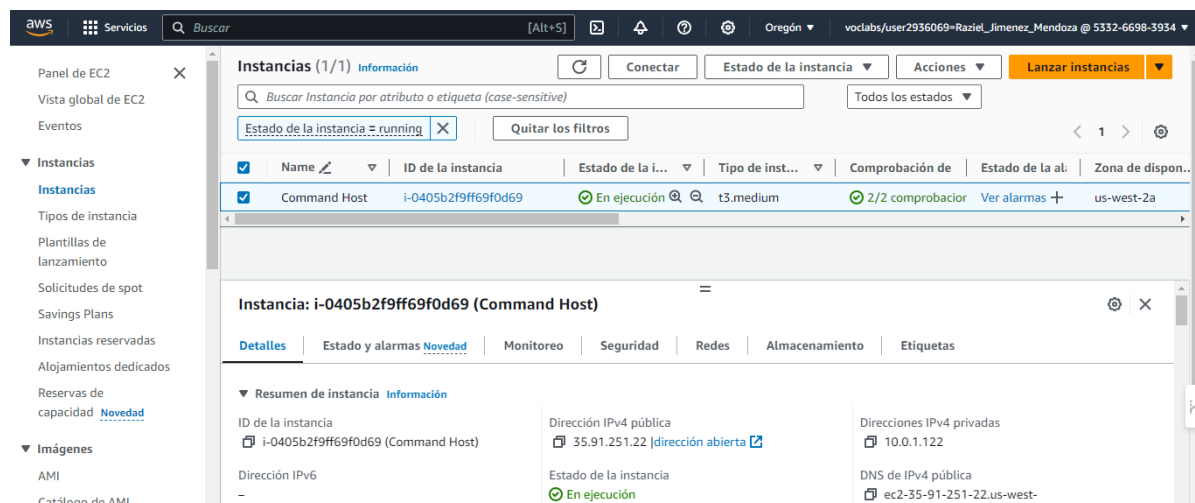 aws Servicios Buscar [Alt+S] Oregón voclabs/user2936069=Raziel_Jimenez_Mendoza @ 5332-6698-3934
Panel de EC2
Vista global de EC2
Eventos
Instancias
Instancias
Tipos de instancia
Plantillas de
lanzamiento
Solicitudes de spot
Savings Plans
Instancias reservadas
Alojamientos dedicados
Reservas de
capacidad Novedad
Imágenes
AMI
Catálogo de AMI
Instancias (1/1) Información Conectar Estado de la instancia Acciones Lanzar instancias
Buscar Instancia por atributo o etiqueta (case-sensitive) Todos los estados
Estado de la instancia = running Quitar los filtros 1
Name ID de la instancia Estado de la i... Tipo de inst... Comprobación de Estado de la ala Zona de dispon...
Command Host i-0405b2f9ff69f0d69 En ejecución t3.medium 2/2 comprobacion Ver alarmas us-west-2a
Instancia: i-0405b2f9ff69f0d69 (Command Host)
Detalles Estado y alarmas Novedad Monitoreo Seguridad Redes Almacenamiento Etiquetas
Resumen de instancia Información
ID de la instancia Dirección IPv4 pública Direcciones IPv4 privadas
i-0405b2f9ff69f0d69 (Command Host) 35.91.251.22 |dirección abierta 10.0.1.122
Dirección IPv6 Estado de la instancia DNS de IPv4 pública
– En ejecución ec2-35-91-251-22.us-west-